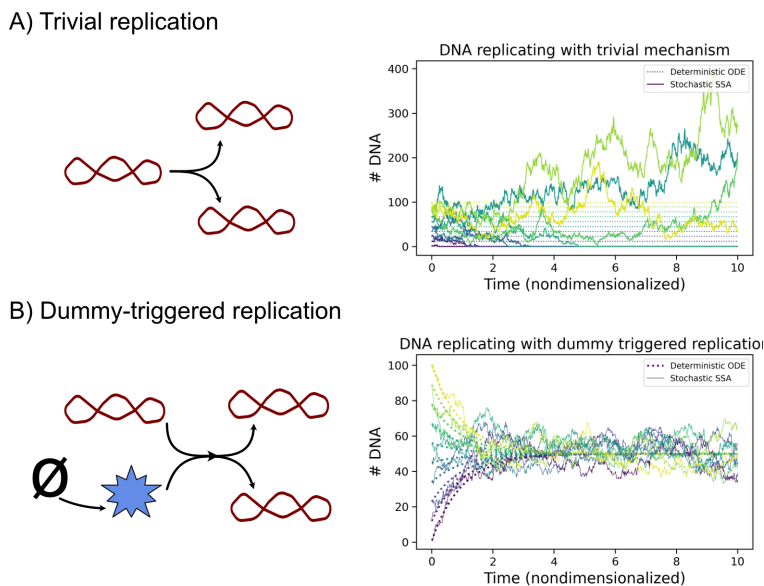 A) Trivial replication
DNA replicating with trivial mechanism
400
300
200
100
0
# DNA
Deterministic ODE
Stochastic SSA
0 2 4 6 8 10
Time (nondimensionalized)
B) Dummy-triggered replication
DNA replicating with dummy triggered replication
100
80
60
40
20
0
# DNA
Deterministic ODE
Stochastic SSA
Ø
0 2 4 6 8 10
Time (nondimensionalized)